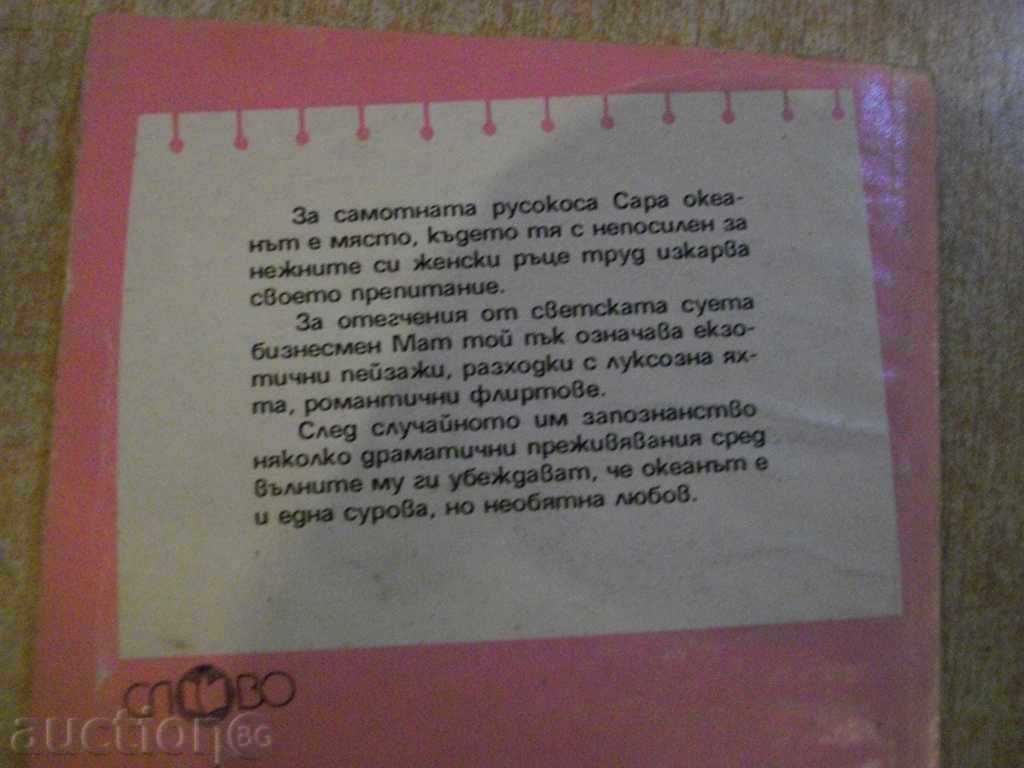 За самотната русокоса Сара океа-
нът е място, където тя с непосилен за
нежните си женски ръце труд изкарва
своето препитание.
За отегчения от светската суета
бизнесмен Мат той пък означава екзо-
тични пейзажи, разходки с луксозна ях-
та, романтични флиртове.
След случайното им запознанство
няколко драматични преживявания сред
вълните му ги убеждават, че океанът е
и една сурова, но необятна любов.
СЛОВО
auction BG